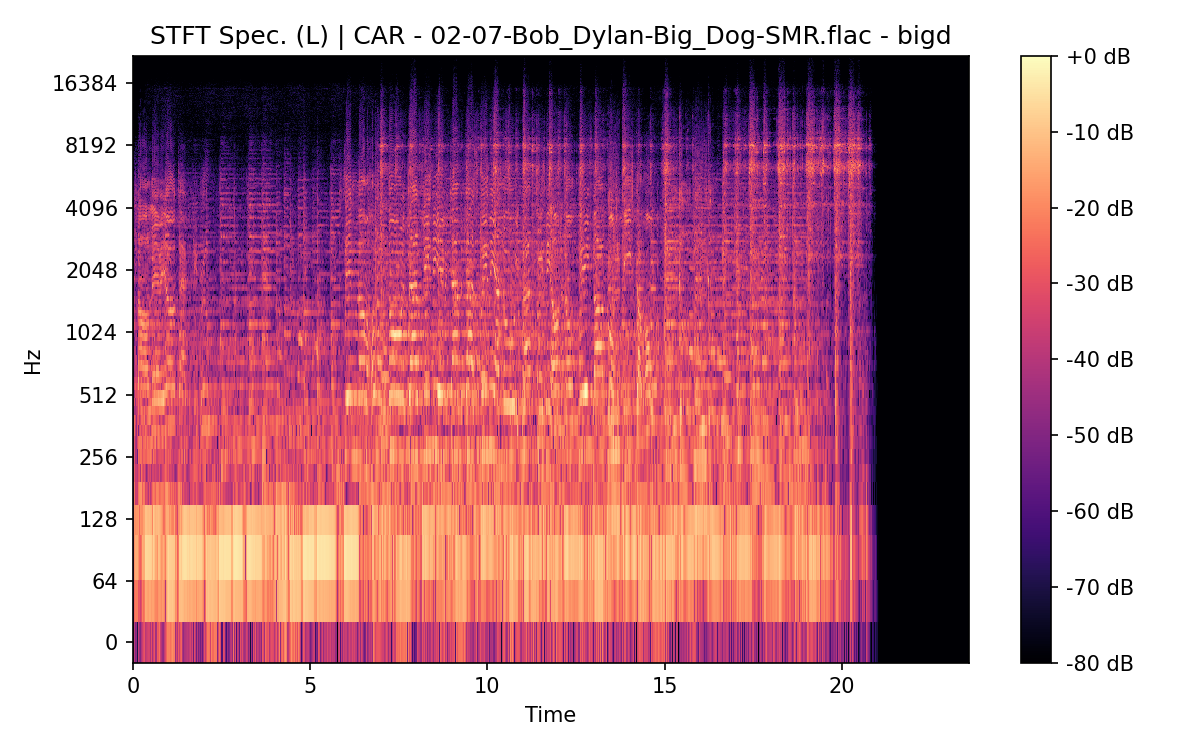 STFT Spec. (L) | CAR - 02-07-Bob_Dylan-Big_Dog-SMR.flac - bigd
Hz
16384
8192
4096
2048
1024
512
256
128
64
0
0 5 10 15 20
Time
+0 dB
-10 dB
-20 dB
-30 dB
-40 dB
-50 dB
-60 dB
-70 dB
-80 dB